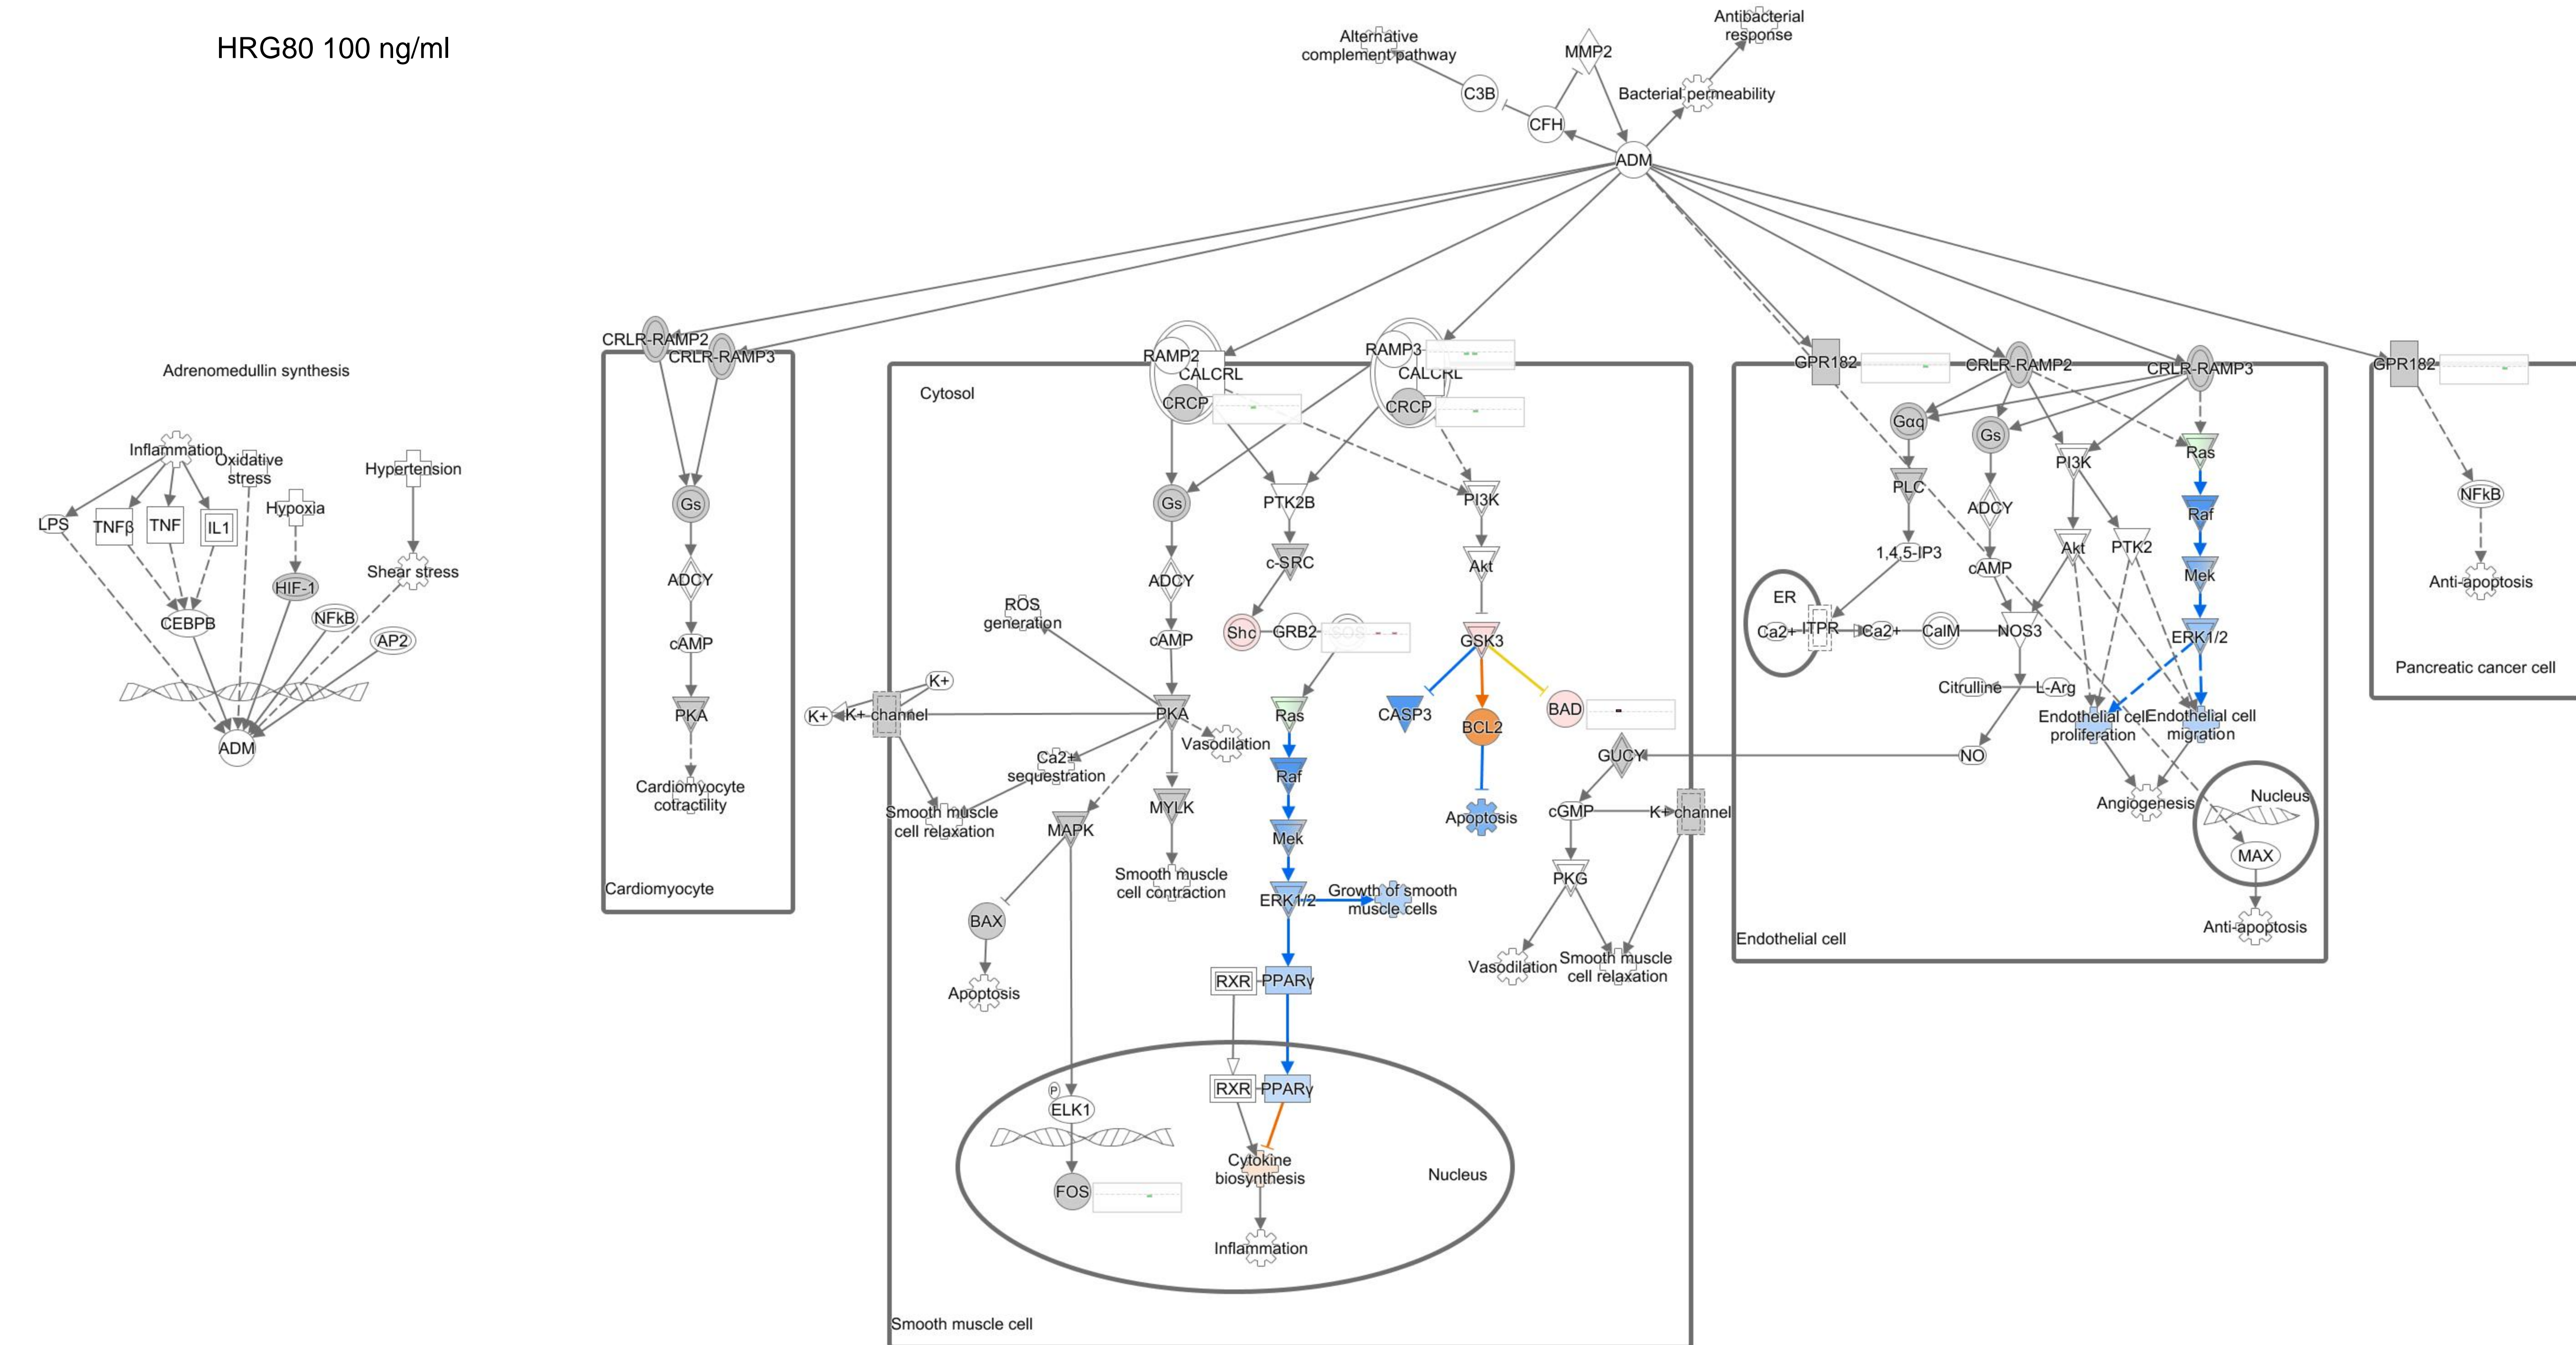 HRG80 100 ng/ml
Antibacterial
response
Alternative
complement pathway
MMP2
C3B
Bacterial permeability
CFH
ADM
Adrenomedullin synthesis
Inflammation
Oxidative
stress
Hypertension
Hypoxia
LPS
TNFβ
TNF
IL1
Shear stress
HIF-1
CEBPB
NFkB
AP2
ADM
CRLR-RAMP2
CRLR-RAMP3
Gs
ADCY
cAMP
PKA
Cardiomyocyte
cotractility
Cardiomyocyte
Cytosol
RAMP2
CALCRL
CRCP
RAMP3
CALCRL
CRCP
Gs
PTK2B
PI3K
ADCY
c-SRC
Akt
ROS
generation
cAMP
Shc
GRB2
SOS
GSK3
K+
K+
K+ channel
PKA
Ras
CASP3
BCL2
BAD
Vasodilation
Ca2+
sequestration
Raf
GUCY
Smooth muscle
cell relaxation
MAPK
MYLK
Mek
Apoptosis
cGMP
K+ channel
Smooth muscle
cell contraction
ERK1/2
Growth of smooth
muscle cells
PKG
BAX
Apoptosis
RXR
PPARγ
Vasodilation
Smooth muscle
cell relaxation
P
ELK1
RXR
PPARγ
FOS
Cytokine
biosynthesis
Nucleus
Inflammation
Smooth muscle cell
GPR182
CRLR-RAMP2
CRLR-RAMP3
Gαq
Gs
PI3K
Ras
PLC
ADCY
Raf
1,4,5-IP3
cAMP
Akt
PTK2
Mek
ER
Ca2+
ITPR
Ca2+
CalM
NOS3
ERK1/2
Citrulline
L-Arg
Endothelial cell
proliferation
Endothelial cell
migration
NO
Angiogenesis
Nucleus
MAX
Anti-apoptosis
Endothelial cell
GPR182
NFkB
Anti-apoptosis
Pancreatic cancer cell